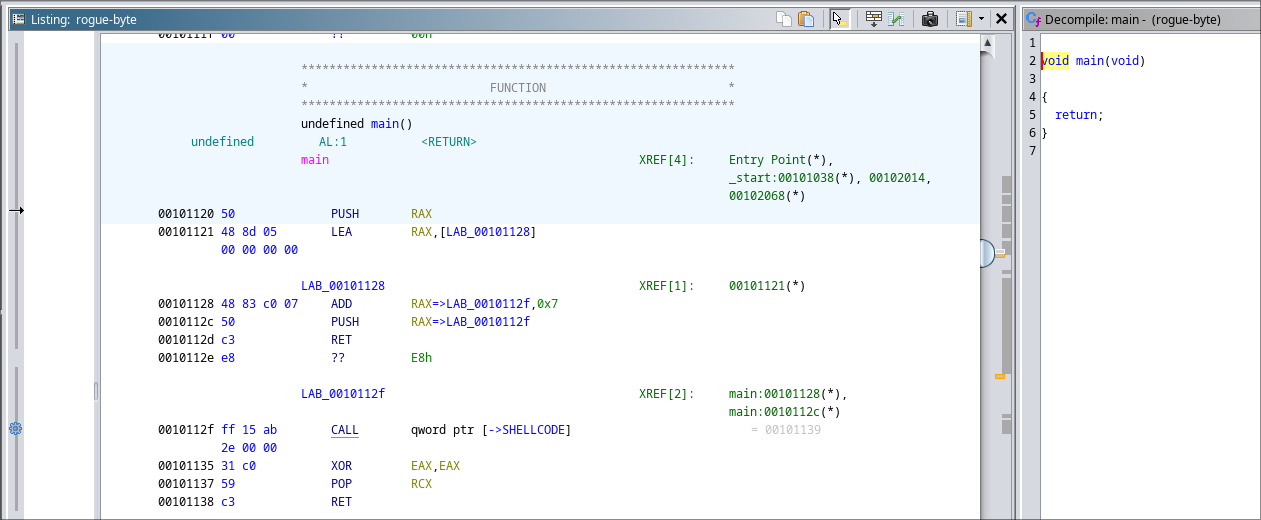 Listing: rogue-byte
0010111f 00 ?? 00h
*************************************************************
* FUNCTION *
*************************************************************
undefined main()
undefined AL:1 <RETURN>
main XREF[4]: Entry Point(*),
_start:00101038(*), 00102014,
00102068(*)
00101120 50 PUSH RAX
00101121 48 8d 05 LEA RAX,[LAB_00101128]
00 00 00 00
LAB_00101128 XREF[1]: 00101121(*)
00101128 48 83 c0 07 ADD RAX=>LAB_0010112f,0x7
0010112c 50 PUSH RAX=>LAB_0010112f
0010112d c3 RET
0010112e e8 ?? E8h
LAB_0010112f XREF[2]: main:00101128(*),
main:0010112c(*)
0010112f ff 15 ab CALL qword ptr [->SHELLCODE] = 00101139
2e 00 00
00101135 31 c0 XOR EAX,EAX
00101137 59 POP RCX
00101138 c3 RET
Decompile: main - (rogue-byte)
1
2 void main(void)
3
4 {
5 return;
6 }
7